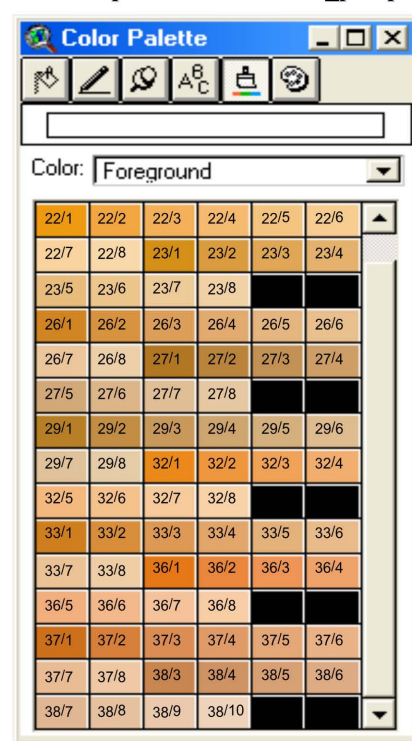 Color Palette
A B C
Color: Foreground
22/1 22/2 22/3 22/4 22/5 22/6
22/7 22/8 23/1 23/2 23/3 23/4
23/5 23/6 23/7 23/8
26/1 26/2 26/3 26/4 26/5 26/6
26/7 26/8 27/1 27/2 27/3 27/4
27/5 27/6 27/7 27/8
29/1 29/2 29/3 29/4 29/5 29/6
29/7 29/8 32/1 32/2 32/3 32/4
32/5 32/6 32/7 32/8
33/1 33/2 33/3 33/4 33/5 33/6
33/7 33/8 36/1 36/2 36/3 36/4
36/5 36/6 36/7 36/8
37/1 37/2 37/3 37/4 37/5 37/6
37/7 37/8 38/3 38/4 38/5 38/6
38/7 38/8 38/9 38/10